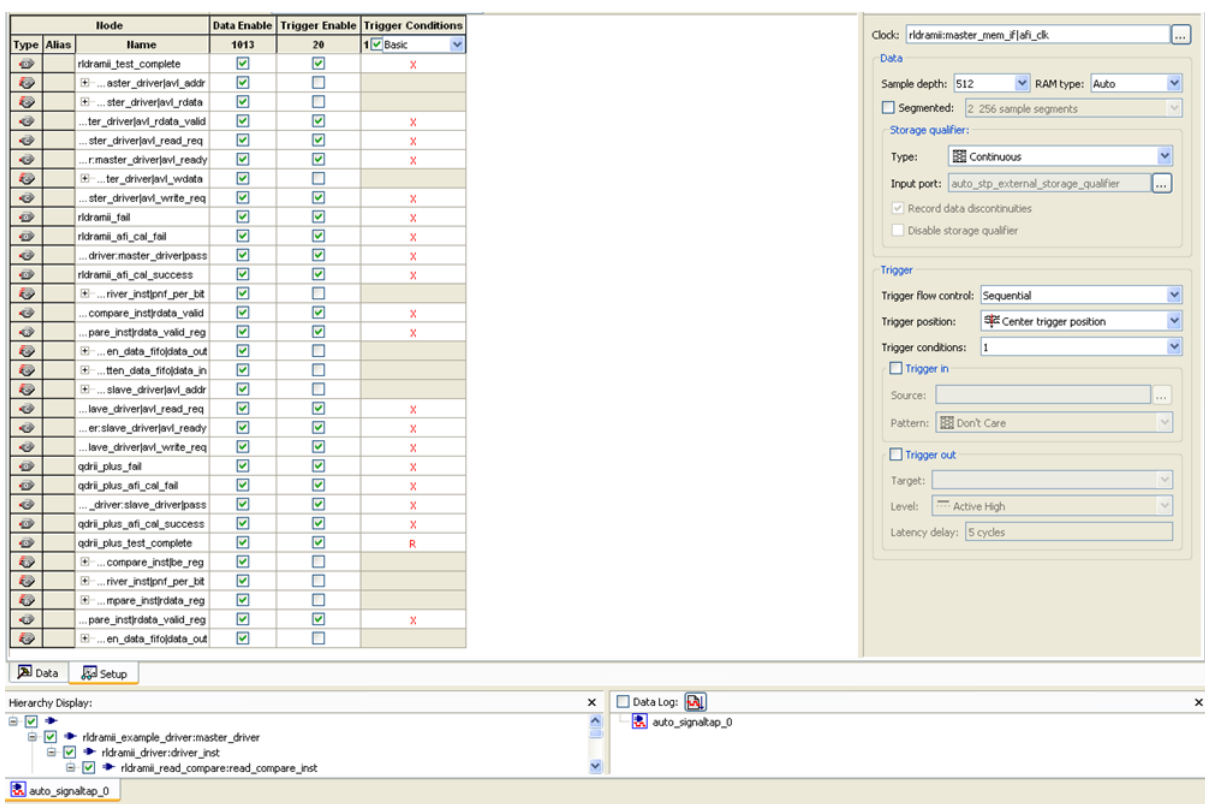 Node Data Enable Trigger Enable Trigger Conditions
Type Alias Name 1013 20 1 Basic
rldramii_test_complete X
...aster_driver|avl_addr
...ster_driver|avl_rdata
...ter_driver|avl_rdata_valid X
...ster_driver|avl_read_req X
...r:master_driver|avl_ready X
...ter_driver|avl_wdata
...ster_driver|avl_write_req X
rldramii_fail X
rldramii_afi_cal_fail X
...driver:master_driver|pass X
rldramii_afi_cal_success X
...river_inst|pnf_per_bit
...compare_inst|rdata_valid X
...pare_inst|rdata_valid_reg X
...en_data_fifo|data_out
...tten_data_fifo|data_in
...slave_driver|avl_addr
...lave_driver|avl_read_req X
...er:slave_driver|avl_ready X
...lave_driver|avl_write_req X
qdrii_plus_fail X
qdrii_plus_afi_cal_fail X
..._driver:slave_driver|pass X
qdrii_plus_afi_cal_success X
qdrii_plus_test_complete R
...compare_inst|be_reg
...river_inst|pnf_per_bit
...mpare_inst|rdata_reg
...pare_inst|rdata_valid_reg X
...en_data_fifo|data_out
Clock: rldramii:master_mem_if|afi_clk ...
Data
Sample depth: 512 RAM type: Auto
Segmented: 2 256 sample segments
Storage qualifier:
Type: Continuous
Input port: auto_stp_external_storage_qualifier ...
Record data discontinuities
Disable storage qualifier
Trigger
Trigger flow control: Sequential
Trigger position: Center trigger position
Trigger conditions: 1
Trigger in
Source: ...
Pattern: Don't Care
Trigger out
Target:
Level: Active High
Latency delay: 5 cycles
Data Setup
Hierarchy Display: x
rldramii_example_driver:master_driver
rldramii_driver:driver_inst
rldramii_read_compare:read_compare_inst
Data Log: x
auto_signaltap_0
auto_signaltap_0